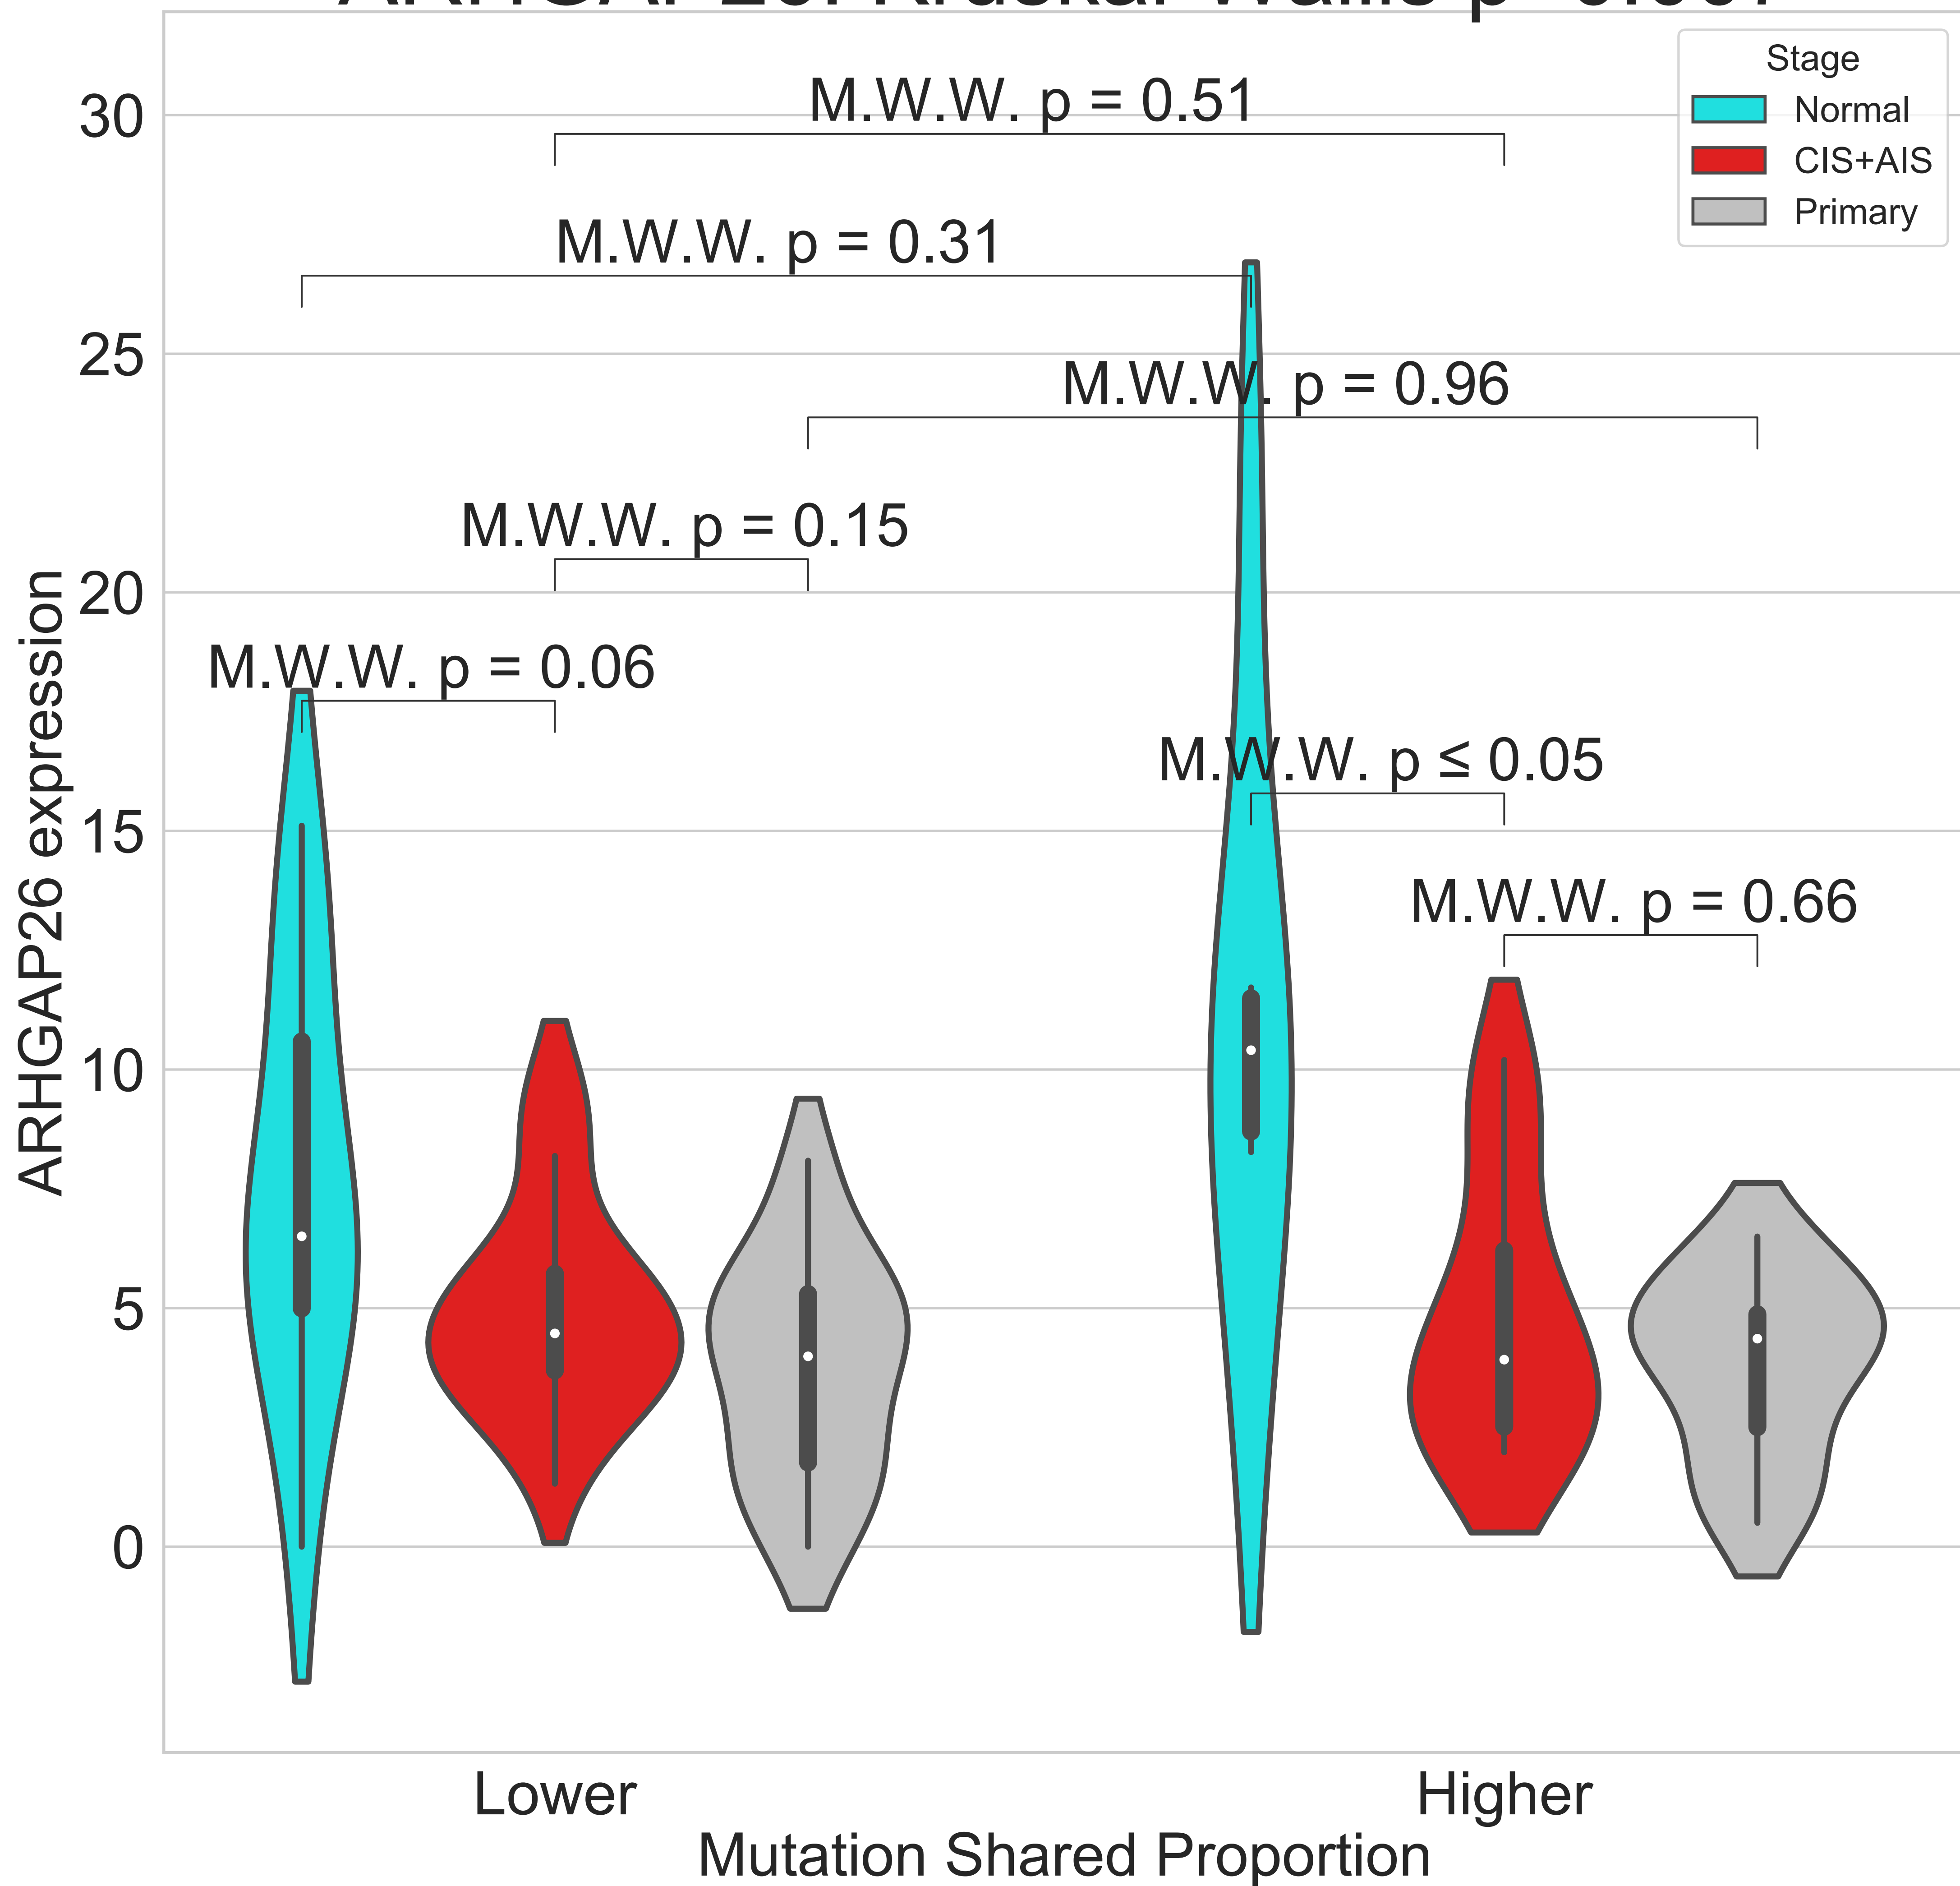 30
25
20
15
10
5
0
ARHGAP26 expression
Stage
Normal
CIS+AIS
Primary
M.W.W. p = 0.51
M.W.W. p = 0.31
M.W.W. p = 0.96
M.W.W. p = 0.15
M.W.W. p = 0.06
M.W.W. p ≤ 0.05
M.W.W. p = 0.66
Lower
Higher
Mutation Shared Proportion